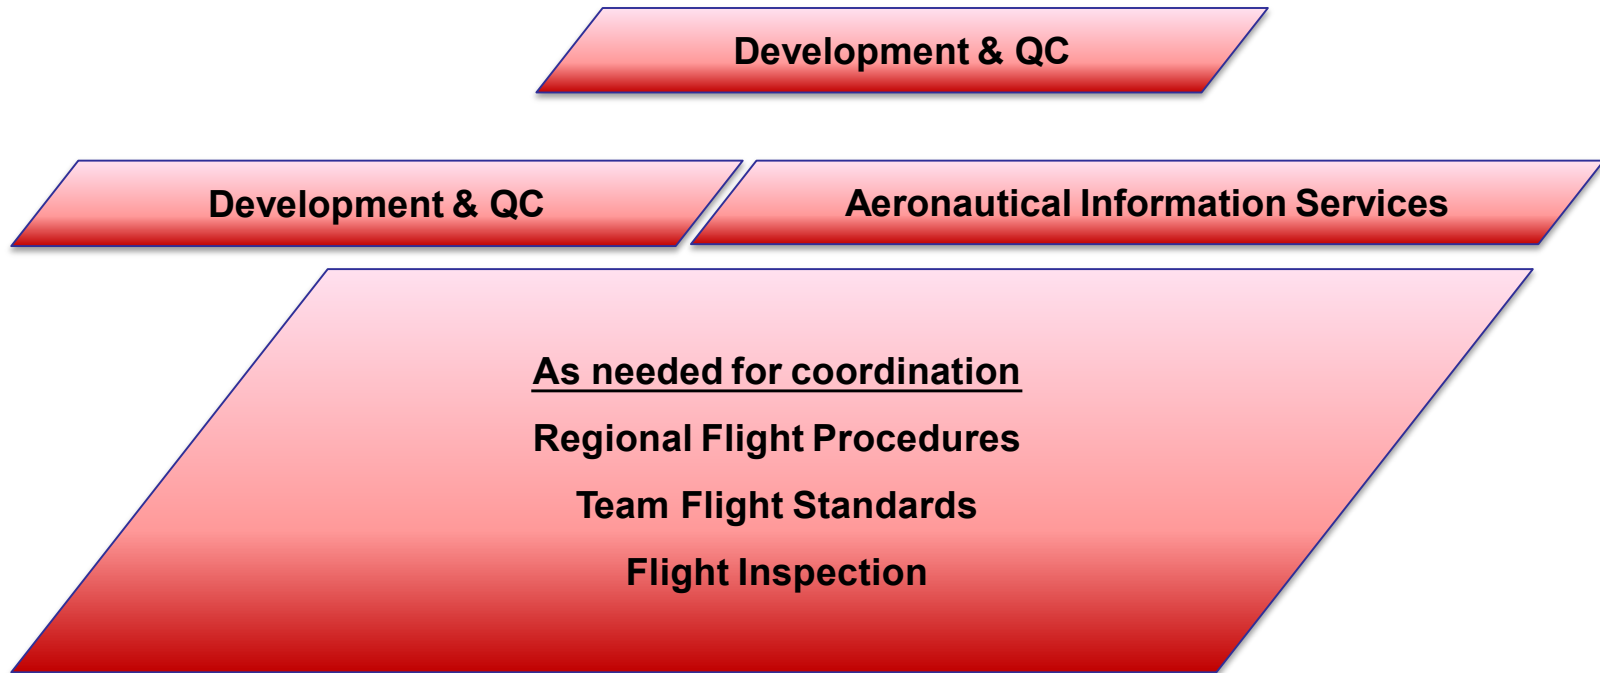 Development & QC
Development & QC
Aeronautical Information Services
As needed for coordination
Regional Flight Procedures
Team Flight Standards
Flight Inspection